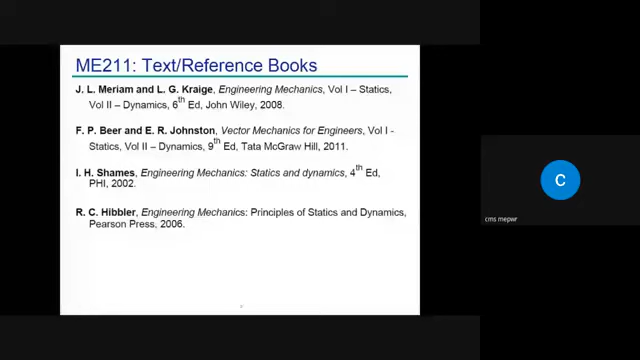 ME211: Text/Reference Books
J. L. Meriam and L. G. Kraige, Engineering Mechanics, Vol I – Statics,
Vol II – Dynamics, 6th Ed, John Wiley, 2008.
F. P. Beer and E. R. Johnston, Vector Mechanics for Engineers, Vol I -
Statics, Vol II – Dynamics, 9th Ed, Tata McGraw Hill, 2011.
I. H. Shames, Engineering Mechanics: Statics and dynamics, 4th Ed,
PHI, 2002.
R. C. Hibbler, Engineering Mechanics: Principles of Statics and Dynamics,
Pearson Press, 2006.
C
cms mepwr